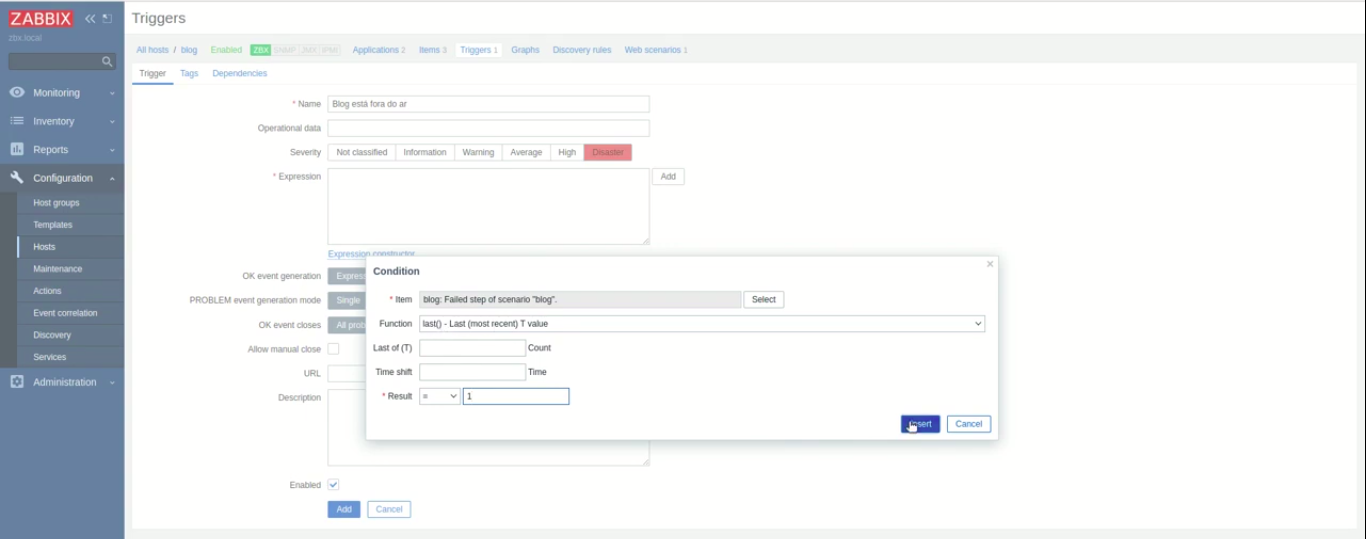 ZABBIX
Triggers
zbx.local
All hosts / blog Enabled ZBX SNMP JMX IPMI Applications 2 Items 3 Triggers 1 Graphs Discovery rules Web scenarios 1
Trigger Tags Dependencies
Monitoring
Inventory
Reports
Configuration
Host groups
Templates
Hosts
Maintenance
Actions
Event correlation
Discovery
Services
Administration
* Name Blog está fora do ar
Operational data
Severity Not classified Information Warning Average High Disaster
* Expression Add
Expression constructor
OK event generation
PROBLEM event generation mode Single
OK event closes
Allow manual close
URL
Description
Enabled
Add Cancel
Condition
* Item blog: Failed step of scenario "blog". Select
Function last() - Last (most recent) T value
Last of (T) Count
Time shift Time
* Result = 1
Insert Cancel